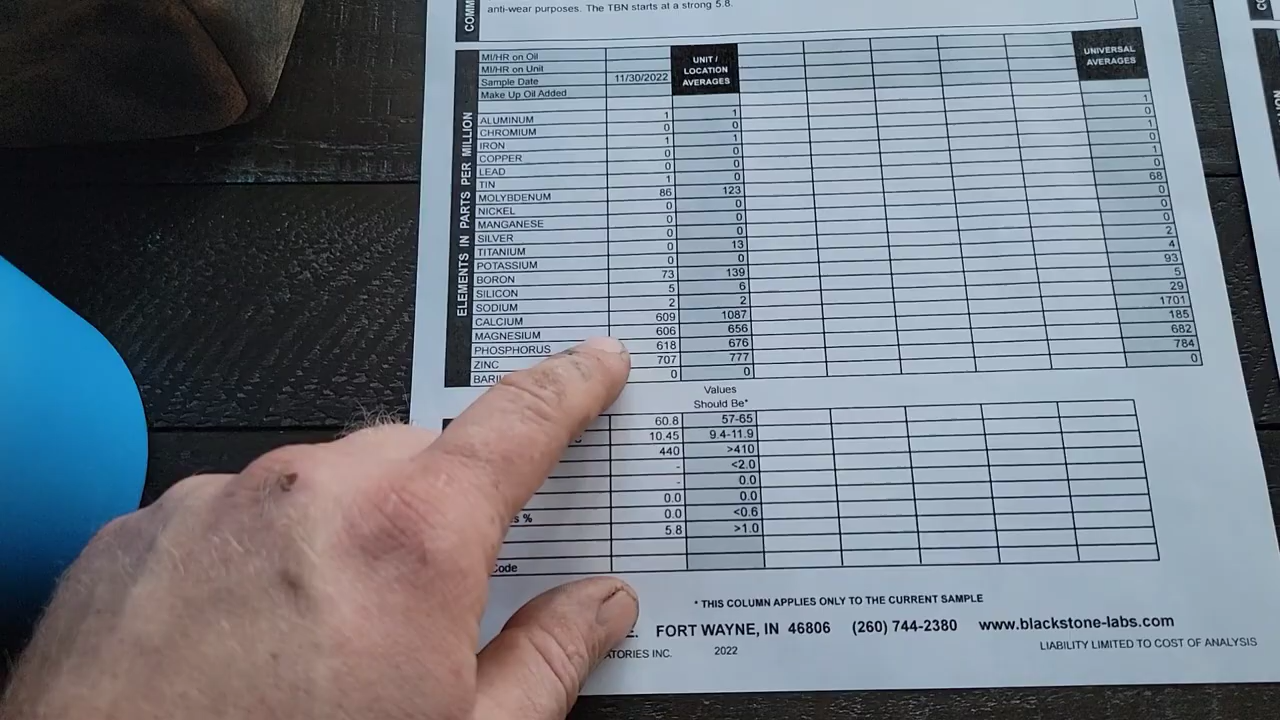 COMM
anti-wear purposes. The TBN starts at a strong 5.8.
MI/HR on Oil
MI/HR on Unit
Sample Date 11/30/2022
Make Up Oil Added
UNIT /
LOCATION
AVERAGES
UNIVERSAL
AVERAGES
ELEMENTS IN PARTS PER MILLION
ALUMINUM 1 1 1
CHROMIUM 0 0 0
IRON 1 1 1
COPPER 0 0 0
LEAD 0 0 1
TIN 1 0 0
MOLYBDENUM 86 123 68
NICKEL 0 0 0
MANGANESE 0 0 0
SILVER 0 0 0
TITANIUM 0 13 2
POTASSIUM 0 0 4
BORON 73 139 93
SILICON 5 6 5
SODIUM 2 2 29
CALCIUM 609 1087 1701
MAGNESIUM 606 656 185
PHOSPHORUS 618 676 682
ZINC 707 777 784
BARI 0 0 0
Values
Should Be*
60.8 57-65
10.45 9.4-11.9
440 >410
- <2.0
- 0.0
0.0 0.0
% 0.0 <0.6
5.8 >1.0
Code
* THIS COLUMN APPLIES ONLY TO THE CURRENT SAMPLE
E. FORT WAYNE, IN 46806 (260) 744-2380 www.blackstone-labs.com
ATORIES INC. 2022 LIABILITY LIMITED TO COST OF ANALYSIS